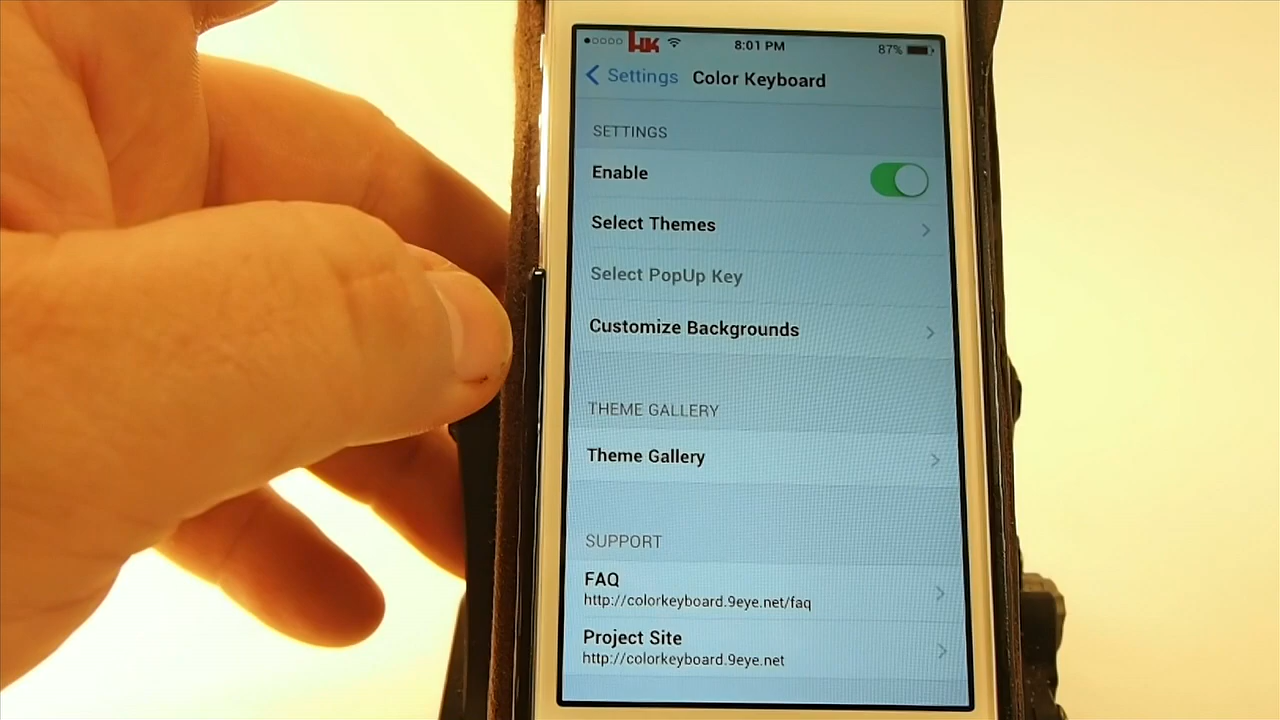 HK 8:01 PM 87%
Settings Color Keyboard
SETTINGS
Enable
Select Themes
Select PopUp Key
Customize Backgrounds
THEME GALLERY
Theme Gallery
SUPPORT
FAQ
http://colorkeyboard.9eye.net/faq
Project Site
http://colorkeyboard.9eye.net